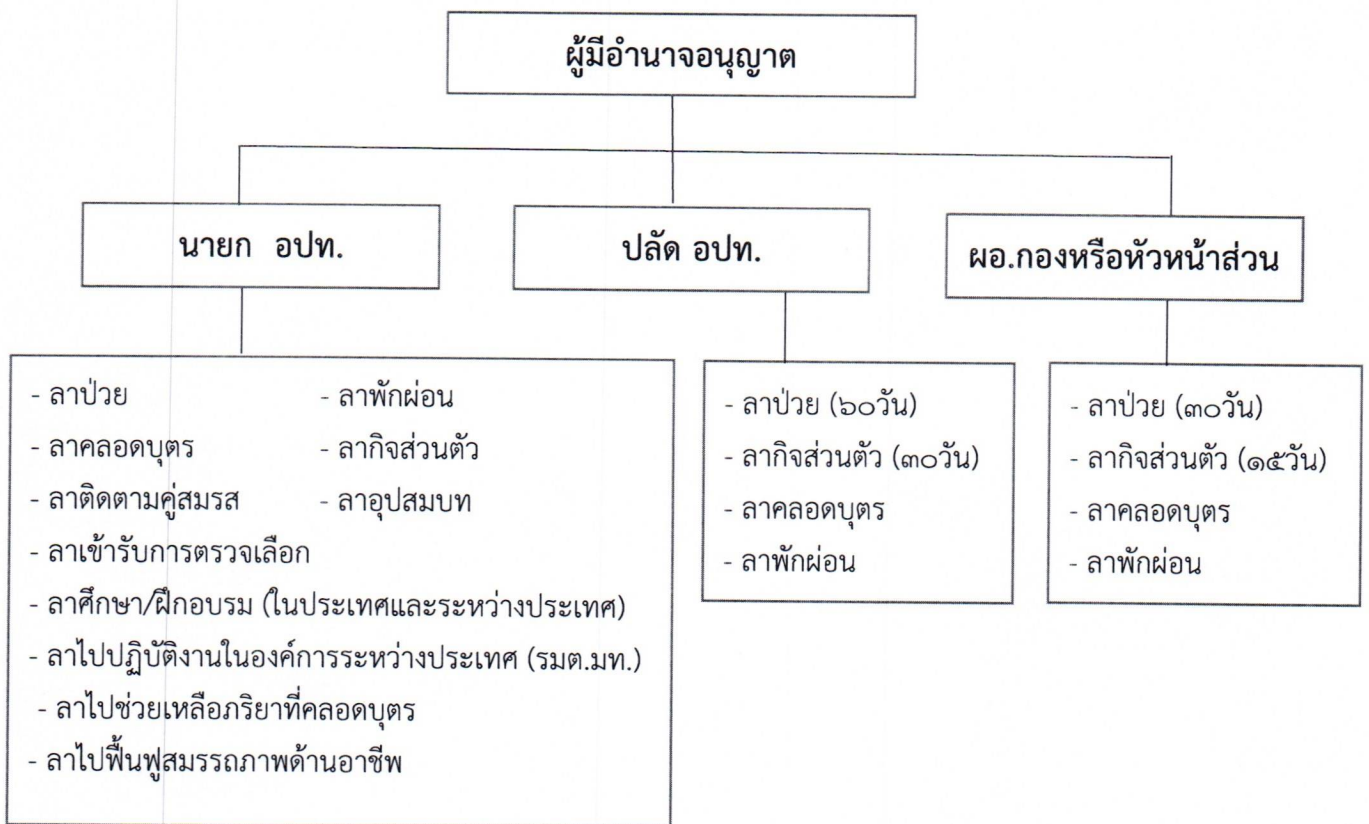 ผู้มีอำนาจอนุญาต
นายก อปท.
ปลัด อปท.
ผอ.กองหรือหัวหน้าส่วน
- ลาป่วย - ลาพักผ่อน
- ลาคลอดบุตร - ลากิจส่วนตัว
- ลาติดตามคู่สมรส - ลาอุปสมบท
- ลาเข้ารับการตรวจเลือก
- ลาศึกษา/ฝึกอบรม (ในประเทศและระหว่างประเทศ)
- ลาไปปฏิบัติงานในองค์การระหว่างประเทศ (รมต.มท.)
- ลาไปช่วยเหลือภริยาที่คลอดบุตร
- ลาไปฟื้นฟูสมรรถภาพด้านอาชีพ
- ลาป่วย (๖๐วัน)
- ลากิจส่วนตัว (๓๐วัน)
- ลาคลอดบุตร
- ลาพักผ่อน
- ลาป่วย (๓๐วัน)
- ลากิจส่วนตัว (๑๕วัน)
- ลาคลอดบุตร
- ลาพักผ่อน